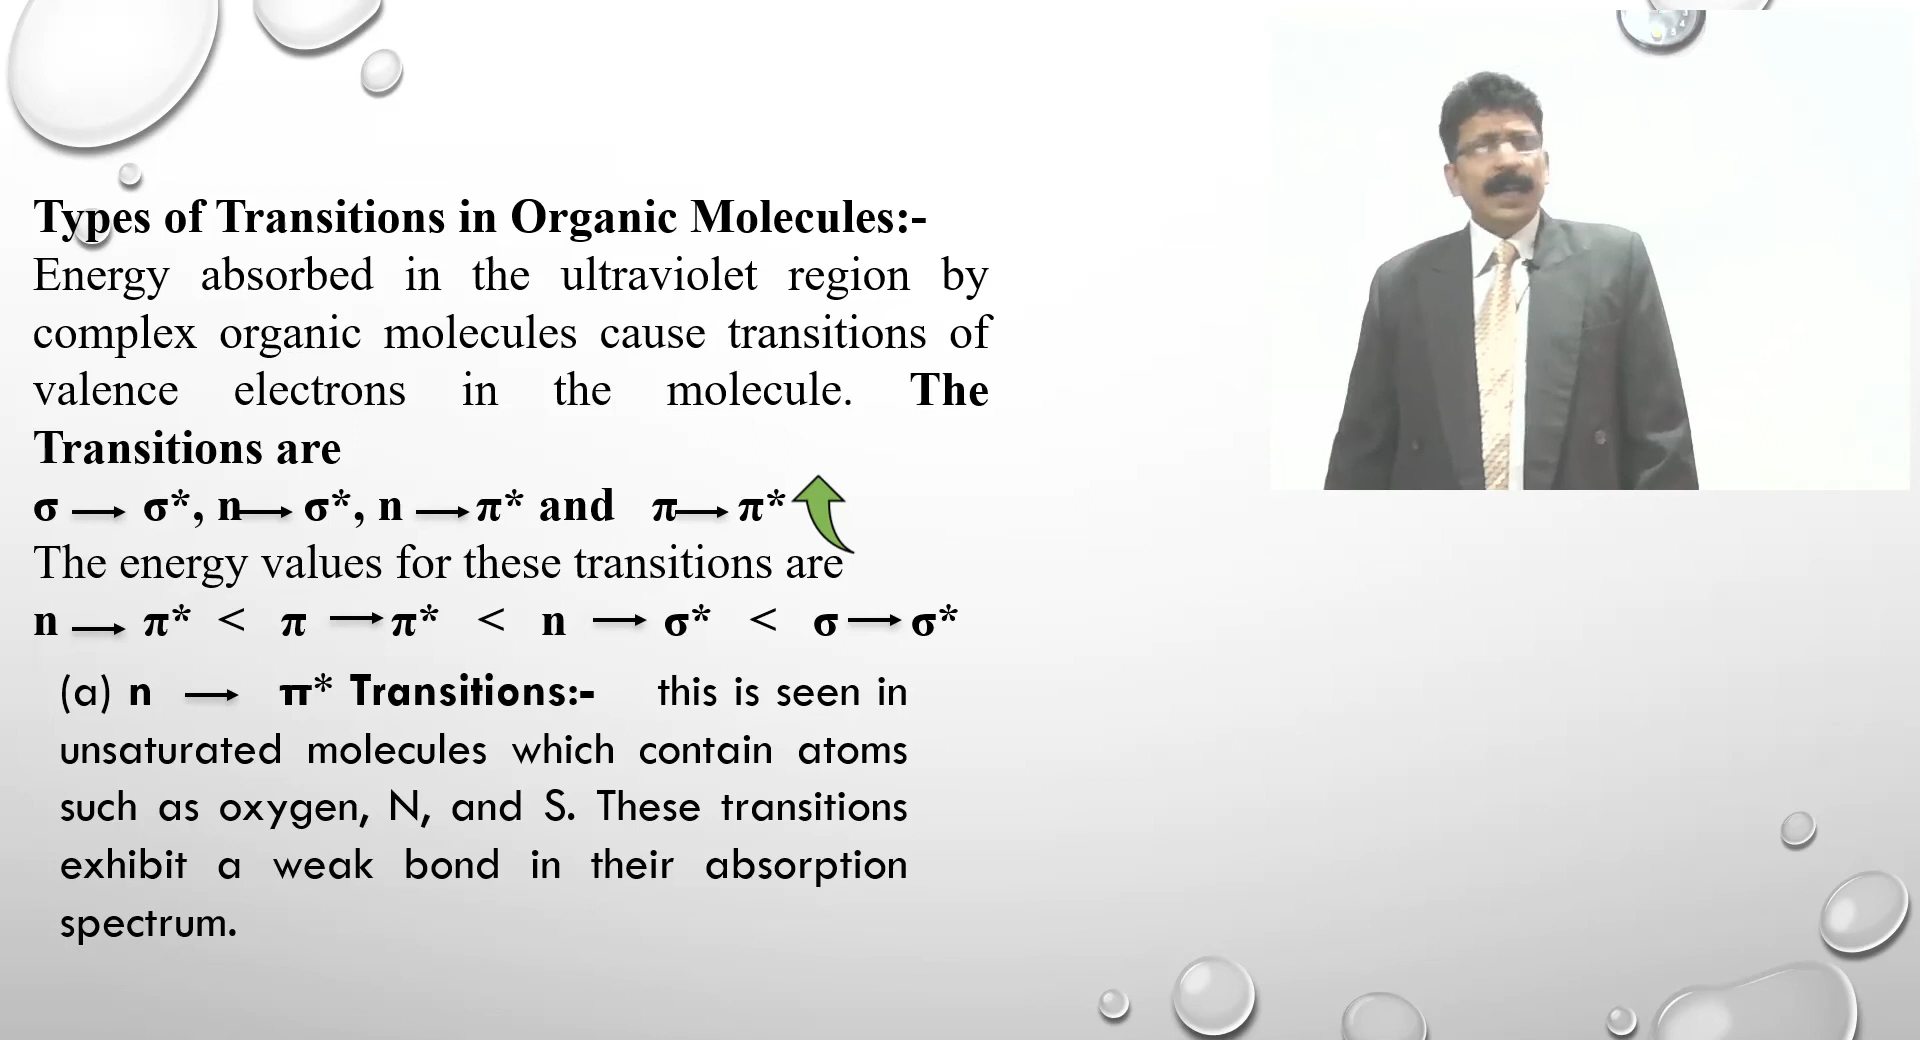 Types of Transitions in Organic Molecules:-
Energy absorbed in the ultraviolet region by
complex organic molecules cause transitions of
valence electrons in the molecule. The
Transitions are
σ → σ*, n→ σ*, n → π* and π→ π*
The energy values for these transitions are
n → π* < π → π* < n → σ* < σ → σ*
(a) n → π* Transitions:- this is seen in
unsaturated molecules which contain atoms
such as oxygen, N, and S. These transitions
exhibit a weak bond in their absorption
spectrum.